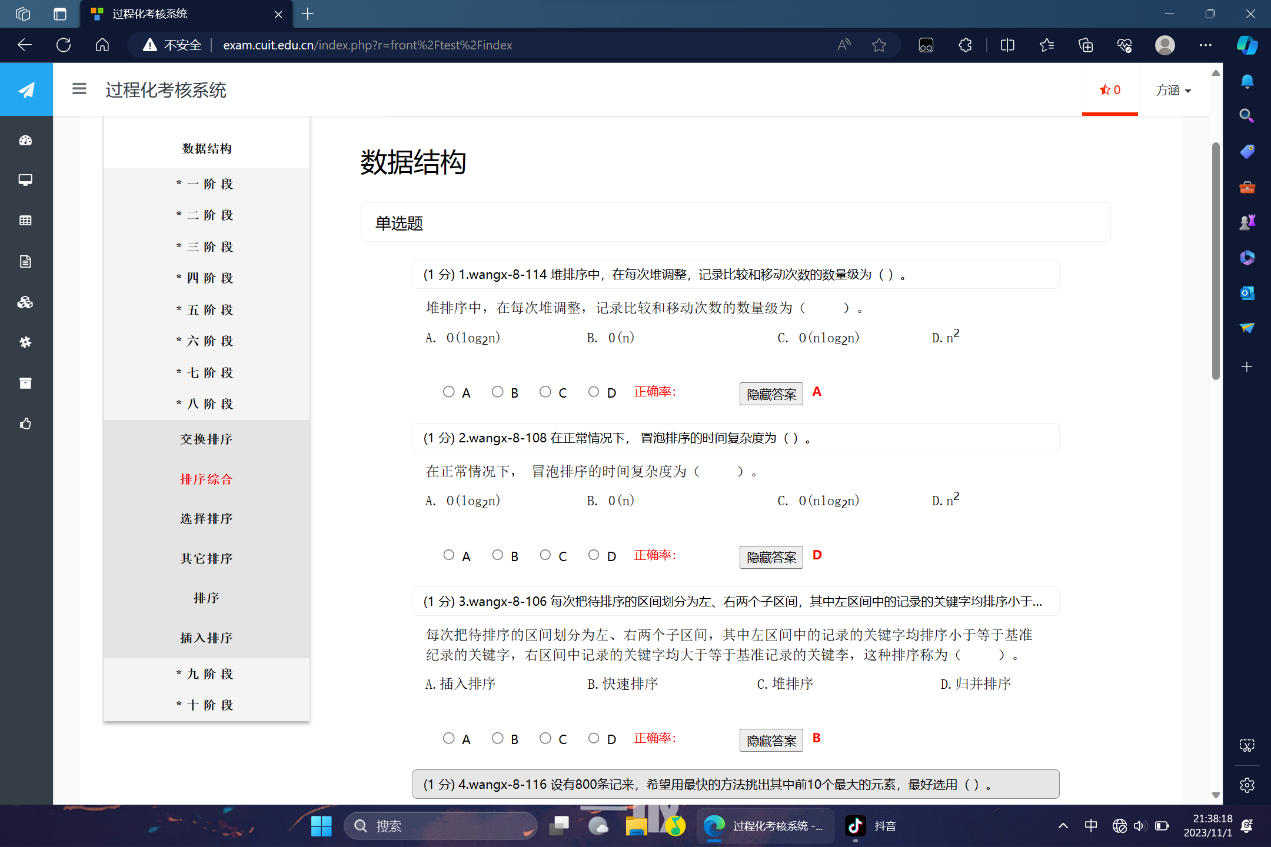 过程化考核系统
不安全
exam.cuit.edu.cn/index.php?r=front%2Ftest%2Findex
过程化考核系统
0
方涵
数据结构
* 一 阶 段
* 二 阶 段
* 三 阶 段
* 四 阶 段
* 五 阶 段
* 六 阶 段
* 七 阶 段
* 八 阶 段
交换排序
排序综合
选择排序
其它排序
排序
插入排序
* 九 阶 段
* 十 阶 段
数据结构
单选题
(1 分) 1.wangx-8-114 堆排序中，在每次堆调整，记录比较和移动次数的数量级为（ ）。
堆排序中，在每次堆调整，记录比较和移动次数的数量级为（ ）。
A. O(log2n) B. O(n) C. O(nlog2n) D.n2
A B C D 正确率: 隐藏答案 A
(1 分) 2.wangx-8-108 在正常情况下， 冒泡排序的时间复杂度为（ ）。
在正常情况下， 冒泡排序的时间复杂度为（ ）。
A. O(log2n) B. O(n) C. O(nlog2n) D.n2
A B C D 正确率: 隐藏答案 D
(1 分) 3.wangx-8-106 每次把待排序的区间划分为左、右两个子区间，其中左区间中的记录的关键字均排序小于...
每次把待排序的区间划分为左、右两个子区间，其中左区间中的记录的关键字均排序小于等于基准
纪录的关键字，右区间中记录的关键字均大于等于基准记录的关键李，这种排序称为（ ）。
A.插入排序 B.快速排序 C.堆排序 D.归并排序
A B C D 正确率: 隐藏答案 B
(1 分) 4.wangx-8-116 设有800条记来，希望用最快的方法挑出其中前10个最大的元素，最好选用（ ）。
搜索
过程化考核系统 -...
抖音
中
21:38:18
2023/11/1